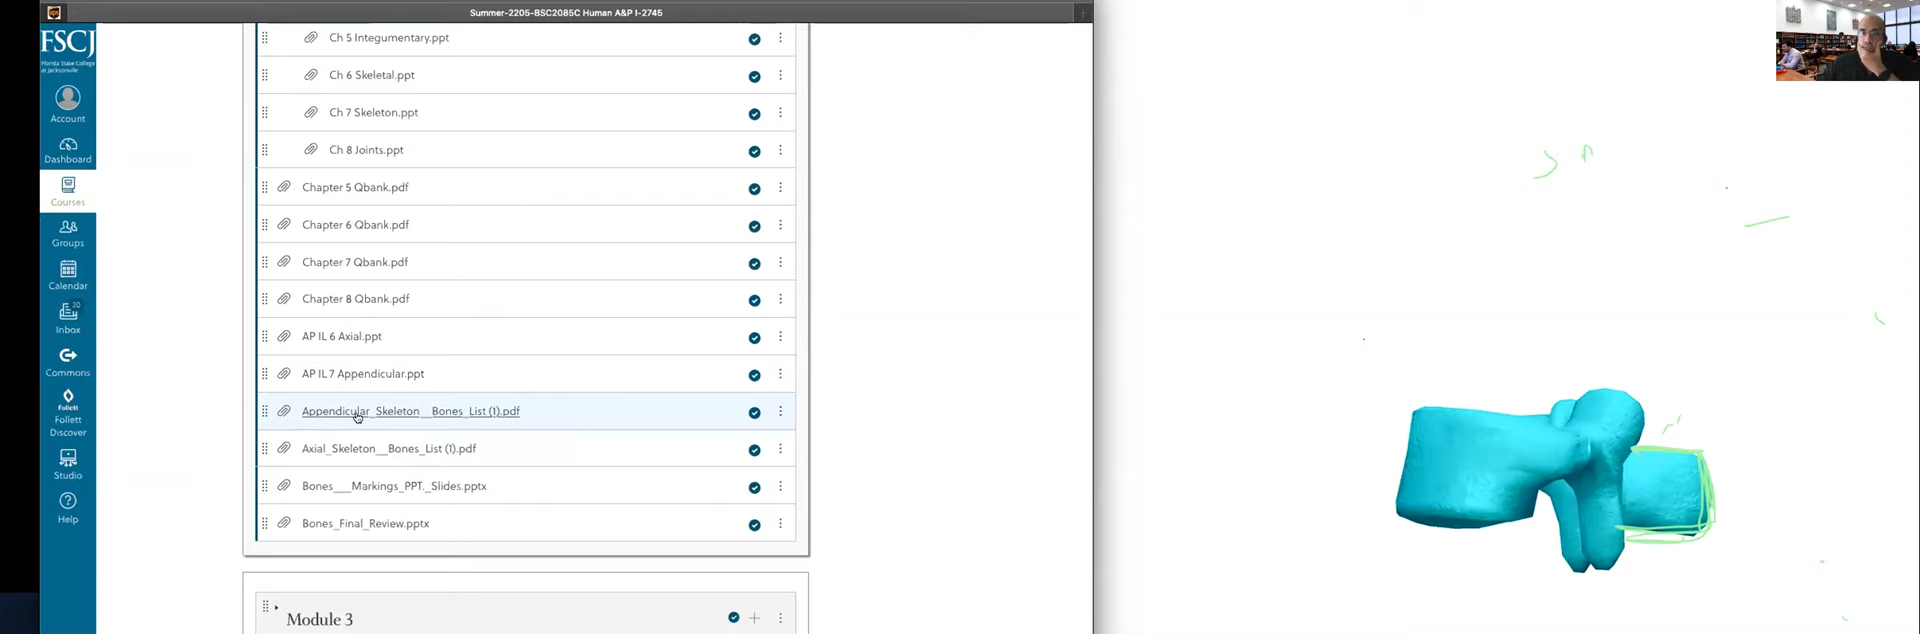 Summer-2205-BSC2085C Human A&P I-2745
FSCJ
Florida State College
at Jacksonville
Account
Dashboard
Courses
Groups
Calendar
20
Inbox
Commons
Follett
Follett
Discover
Studio
Help
Ch 5 Integumentary.ppt
Ch 6 Skeletal.ppt
Ch 7 Skeleton.ppt
Ch 8 Joints.ppt
Chapter 5 Qbank.pdf
Chapter 6 Qbank.pdf
Chapter 7 Qbank.pdf
Chapter 8 Qbank.pdf
AP IL 6 Axial.ppt
AP IL 7 Appendicular.ppt
Appendicular_Skeleton__Bones_List (1).pdf
Axial_Skeleton__Bones_List (1).pdf
Bones___Markings_PPT._Slides.pptx
Bones_Final_Review.pptx
Module 3